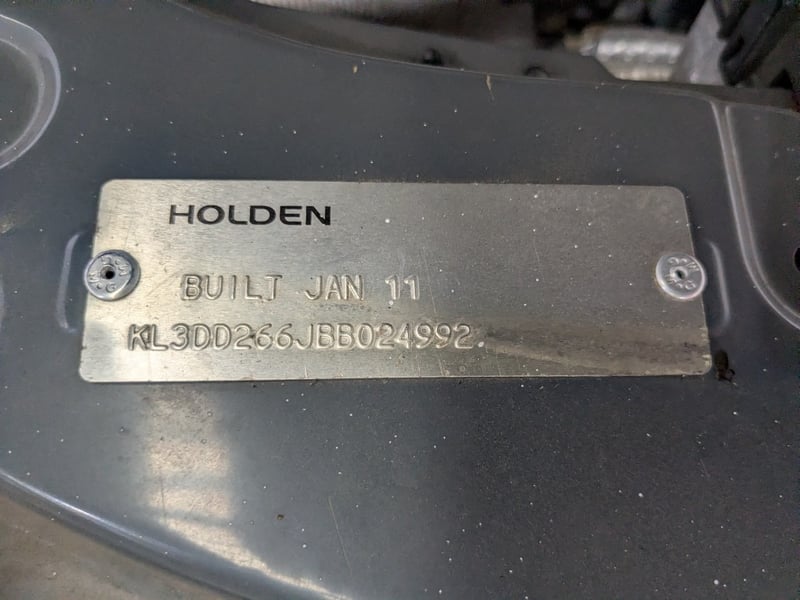 HOLDEN
BUILT JAN 11
KL3DD266JBB024992.